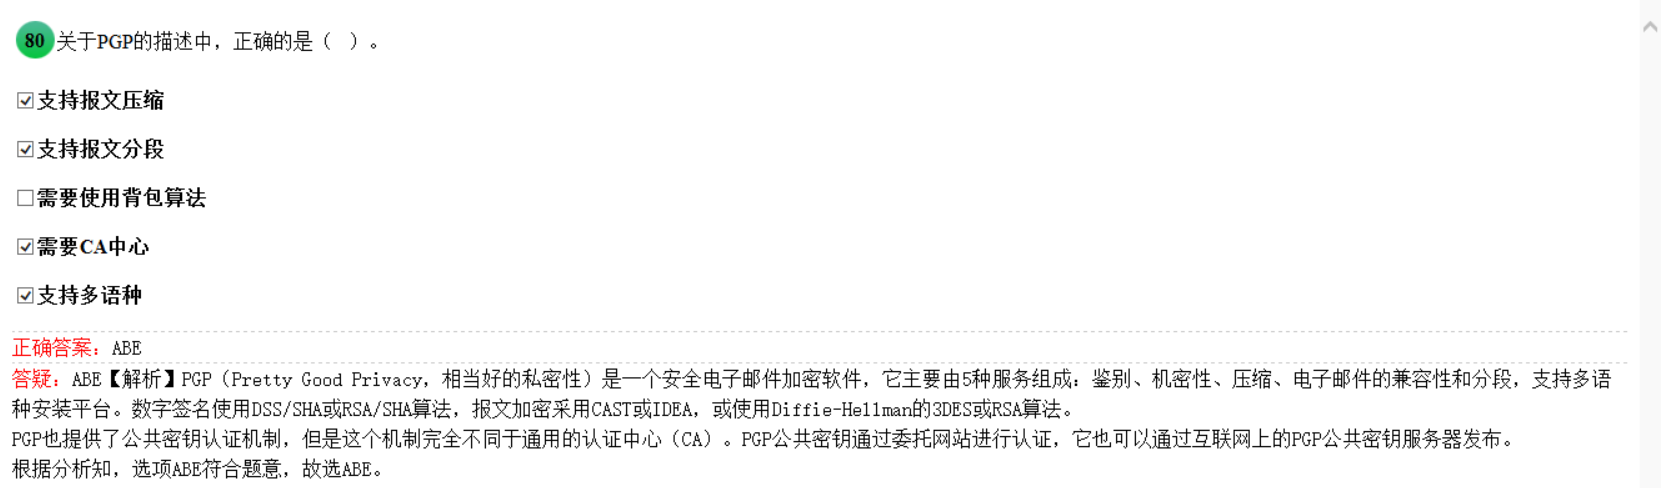 80 关于PGP的描述中，正确的是（  ）。
支持报文压缩
支持报文分段
需要使用背包算法
需要CA中心
支持多语种
正确答案：ABE
答疑：ABE【解析】PGP（Pretty Good Privacy，相当好的私密性）是一个安全电子邮件加密软件，它主要由5种服务组成：鉴别、机密性、压缩、电子邮件的兼容性和分段，支持多语
种安装平台。数字签名使用DSS/SHA或RSA/SHA算法，报文加密采用CAST或IDEA，或使用Diffie-Hellman的3DES或RSA算法。
PGP也提供了公共密钥认证机制，但是这个机制完全不同于通用的认证中心（CA）。PGP公共密钥通过委托网站进行认证，它也可以通过互联网上的PGP公共密钥服务器发布。
根据分析知，选项ABE符合题意，故选ABE。